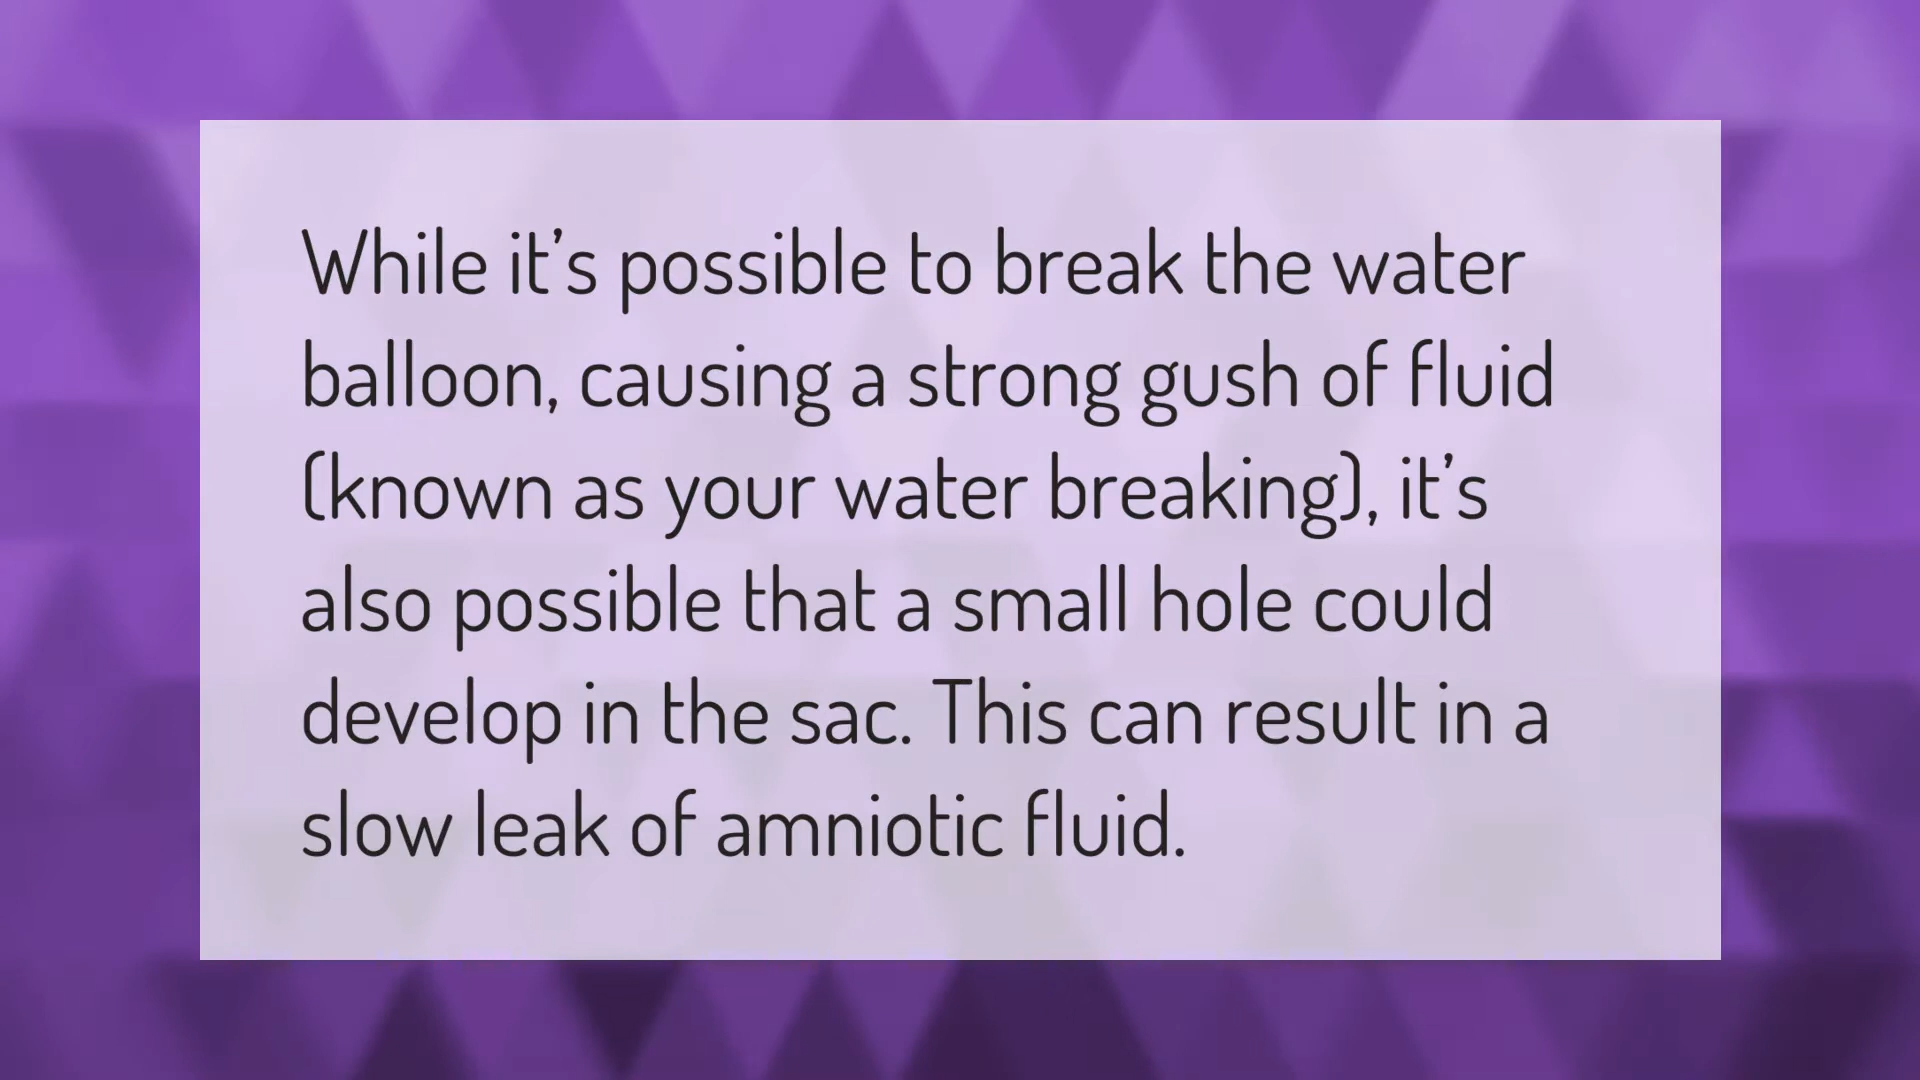 While it’s possible to break the water
balloon, causing a strong gush of fluid
(known as your water breaking), it’s
also possible that a small hole could
develop in the sac. This can result in a
slow leak of amniotic fluid.